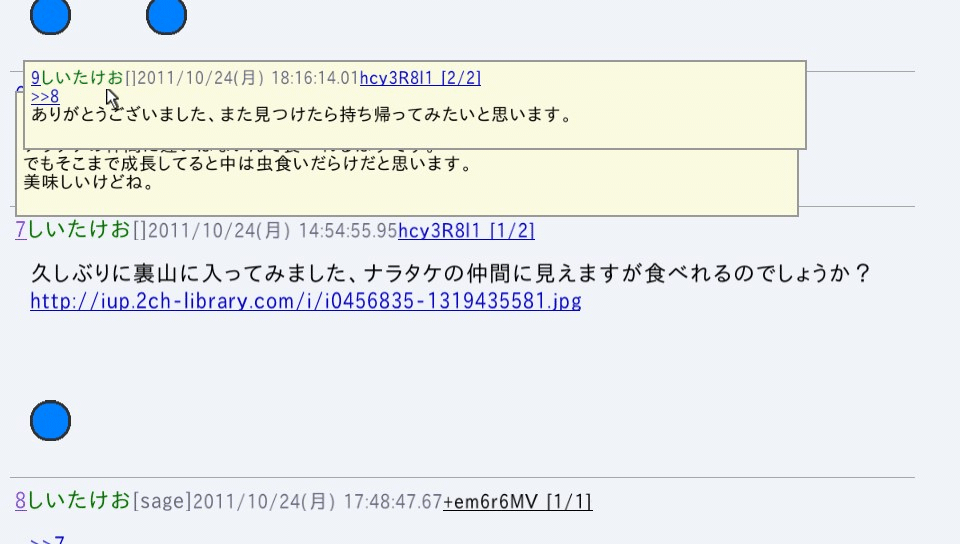 9しいたけお[]2011/10/24(月) 18:16:14.01hcy3R8I1 [2/2]
>>8
ありがとうございました、また見つけたら持ち帰ってみたいと思います。
でもそこまで成長してると中は虫食いだらけだと思います。
美味しいけどね。
7しいたけお[]2011/10/24(月) 14:54:55.95hcy3R8I1 [1/2]
久しぶりに裏山に入ってみました、ナラタケの仲間に見えますが食べれるのでしょうか？
http://iup.2ch-library.com/i/i0456835-1319435581.jpg
8しいたけお[sage]2011/10/24(月) 17:48:47.67+em6r6MV [1/1]
>>7